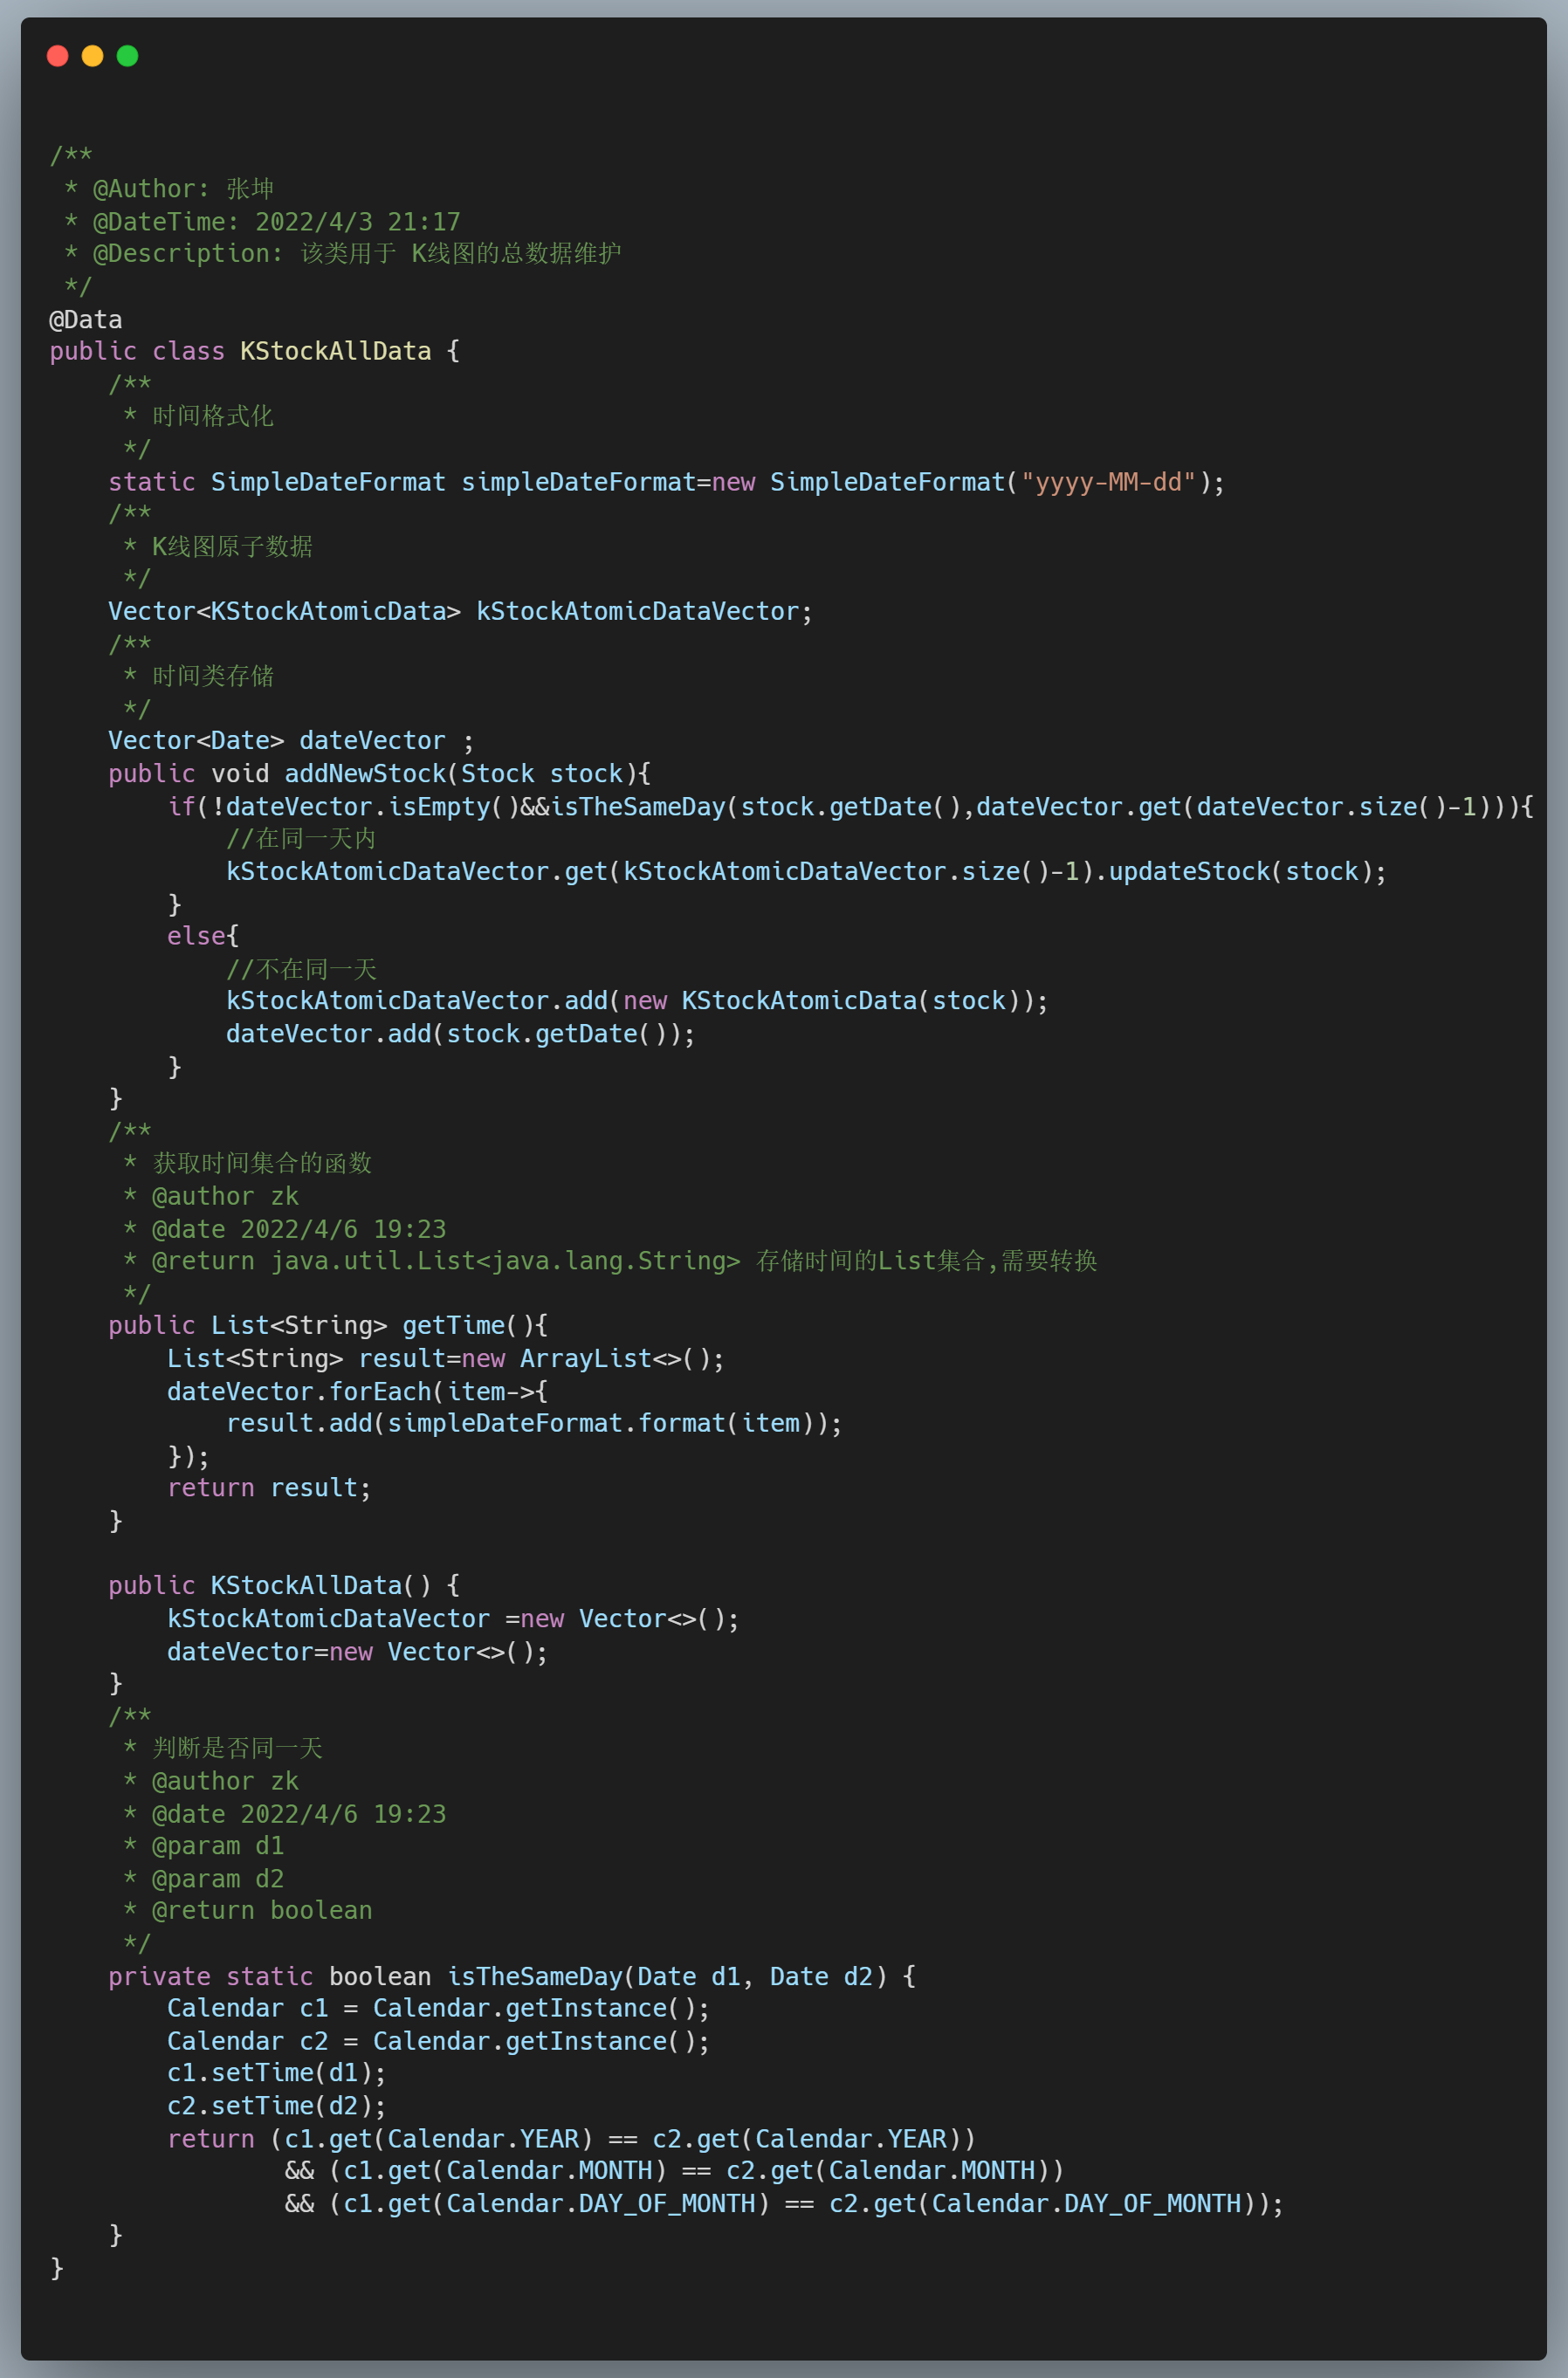 /**
 * @Author: 张坤
 * @DateTime: 2022/4/3 21:17
 * @Description: 该类用于 K线图的总数据维护
 */
@Data
public class KStockAllData {
    /**
     * 时间格式化
     */
    static SimpleDateFormat simpleDateFormat=new SimpleDateFormat("yyyy-MM-dd");
    /**
     * K线图原子数据
     */
    Vector<KStockAtomicData> kStockAtomicDataVector;
    /**
     * 时间类存储
     */
    Vector<Date> dateVector ;
    public void addNewStock(Stock stock){
        if(!dateVector.isEmpty()&&isTheSameDay(stock.getDate(),dateVector.get(dateVector.size()-1))){
            //在同一天内
            kStockAtomicDataVector.get(kStockAtomicDataVector.size()-1).updateStock(stock);
        }
        else{
            //不在同一天
            kStockAtomicDataVector.add(new KStockAtomicData(stock));
            dateVector.add(stock.getDate());
        }
    }
    /**
     * 获取时间集合的函数
     * @author zk
     * @date 2022/4/6 19:23
     * @return java.util.List<java.lang.String> 存储时间的List集合,需要转换
     */
    public List<String> getTime(){
        List<String> result=new ArrayList<>();
        dateVector.forEach(item->{
            result.add(simpleDateFormat.format(item));
        });
        return result;
    }

    public KStockAllData() {
        kStockAtomicDataVector =new Vector<>();
        dateVector=new Vector<>();
    }
    /**
     * 判断是否同一天
     * @author zk
     * @date 2022/4/6 19:23
     * @param d1
     * @param d2
     * @return boolean
     */
    private static boolean isTheSameDay(Date d1, Date d2) {
        Calendar c1 = Calendar.getInstance();
        Calendar c2 = Calendar.getInstance();
        c1.setTime(d1);
        c2.setTime(d2);
        return (c1.get(Calendar.YEAR) == c2.get(Calendar.YEAR))
                && (c1.get(Calendar.MONTH) == c2.get(Calendar.MONTH))
                && (c1.get(Calendar.DAY_OF_MONTH) == c2.get(Calendar.DAY_OF_MONTH));
    }
}